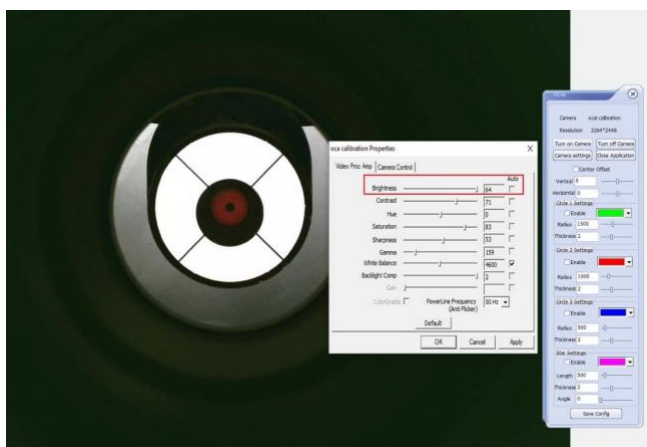 oca calibration Properties
X
Video Proc Amp
Camera Control
Auto
Brightness 64
Contrast 71
Hue 0
Saturation 83
Sharpness 53
Gamma 159
White Balance 4600
Backlight Comp 2
Gain
ColorEnable
PowerLine Frequency
(Anti Flicker)
50 Hz
Default
OK
Cancel
Apply
Camera ocal calibration
Resolution 3264*2448
Turn on Camera
Turn off Camera
Camera settings
Close Application
Center Offset
Vertical 0
Horizontal 0
Circle 1 Settings
Enable
Radius 1500
Thickness 2
Circle 2 Settings
Enable
Radius 1000
Thickness 2
Circle 3 Settings
Enable
Radius 500
Thickness 2
Enable
Length 500
Thickness 2
Angle 0
Save Config